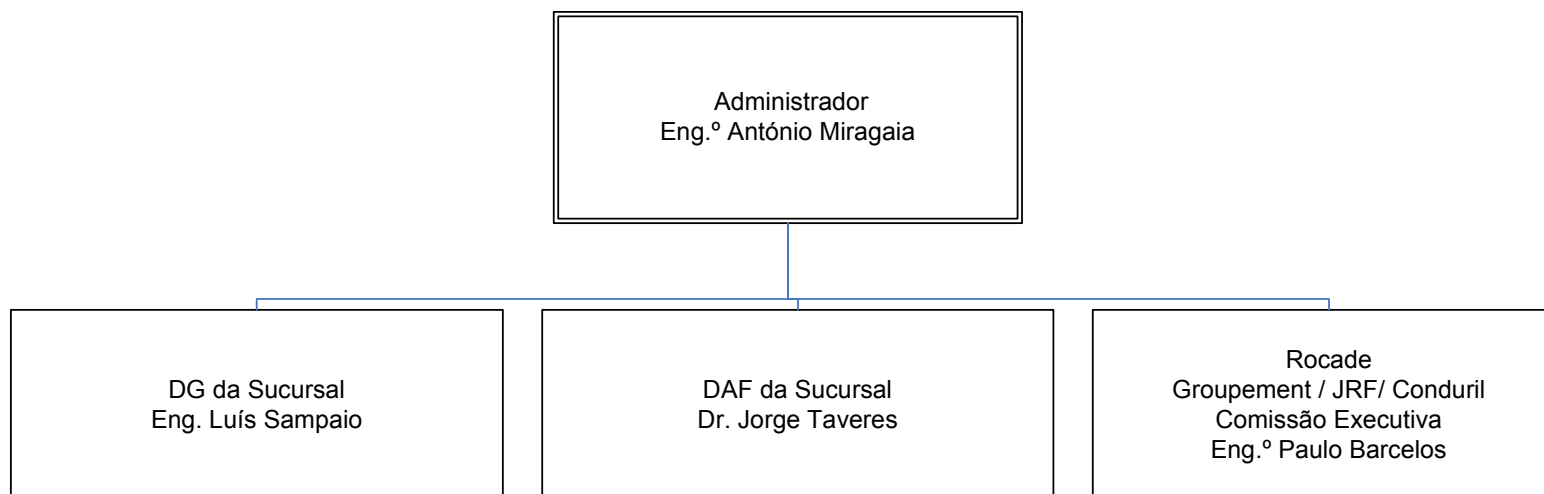 Administrador
Eng.º António Miragaia
DG da Sucursal
Eng. Luís Sampaio
DAF da Sucursal
Dr. Jorge Taveres
Rocade
Groupement / JRF/ Conduril
Comissão Executiva
Eng.º Paulo Barcelos